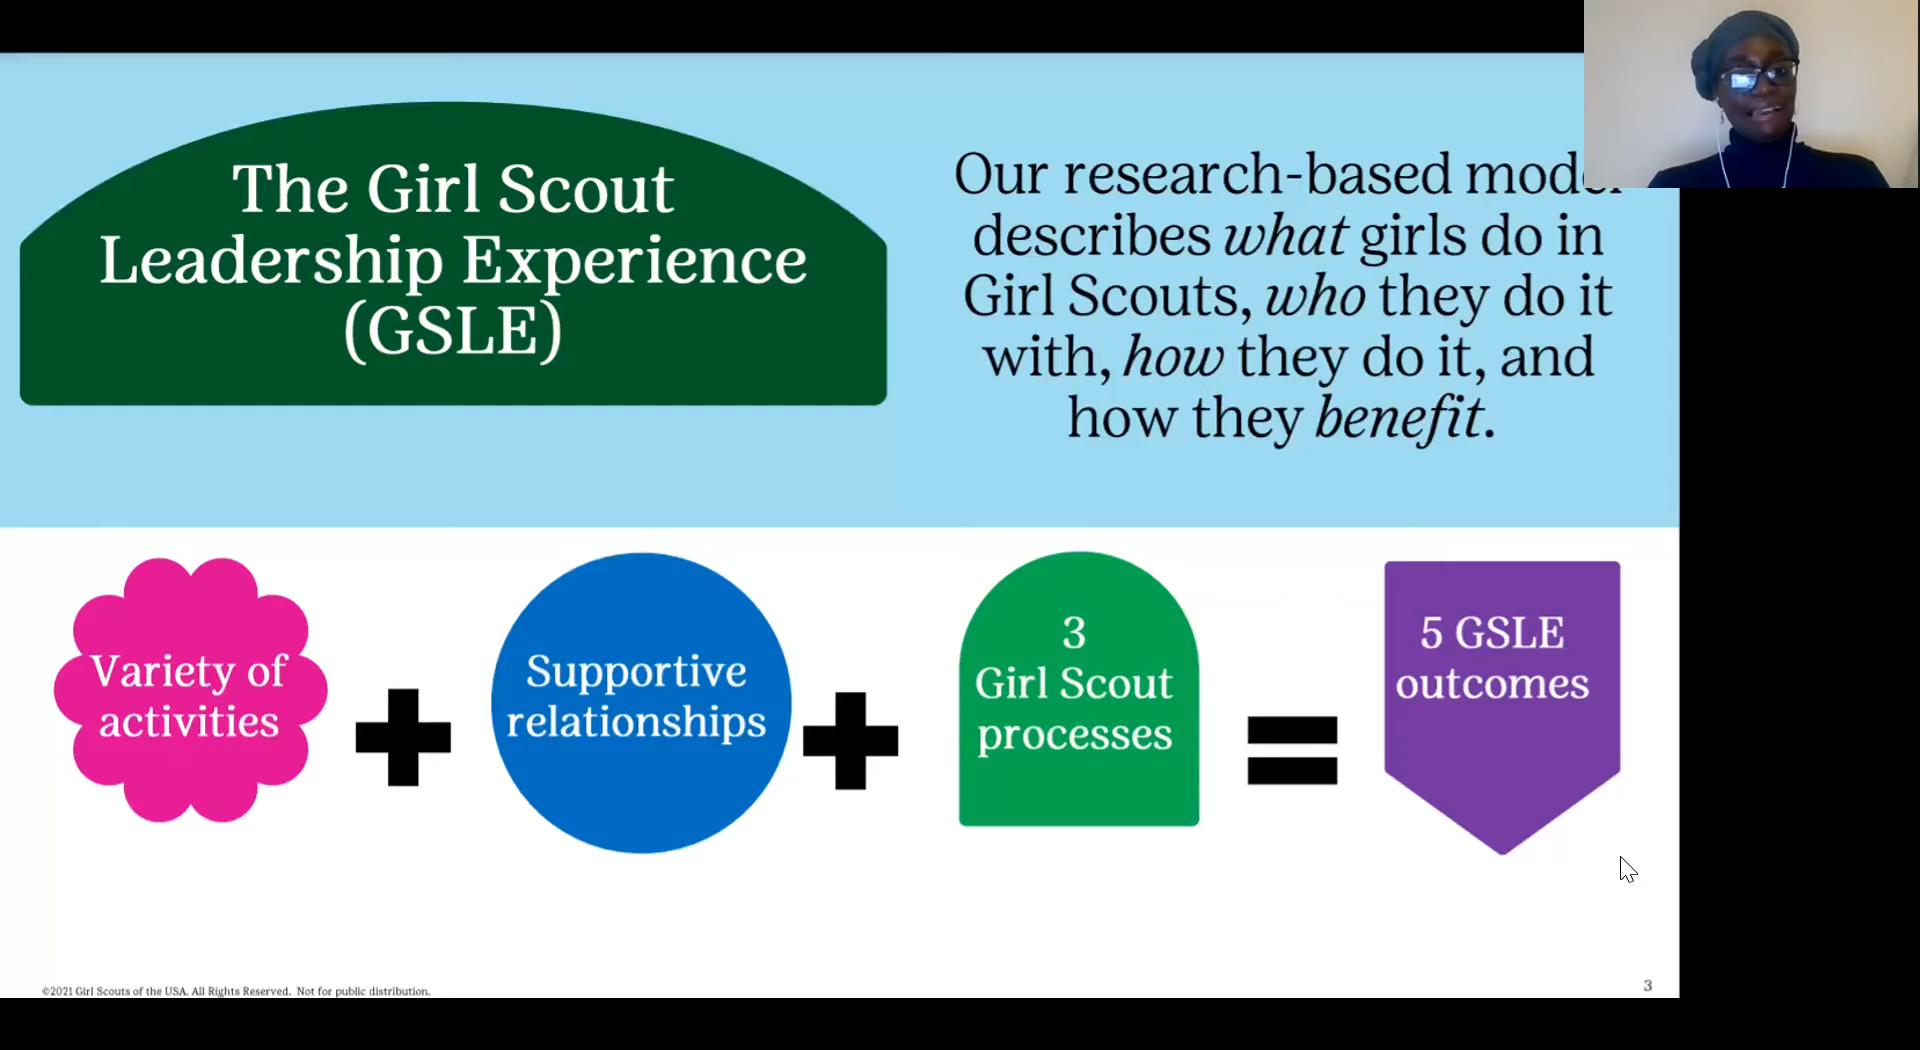 The Girl Scout
Leadership Experience
(GSLE)
Our research-based model
describes what girls do in
Girl Scouts, who they do it
with, how they do it, and
how they benefit.
Variety of
activities
Supportive
relationships
3
Girl Scout
processes
5 GSLE
outcomes
©2021 Girl Scouts of the USA. All Rights Reserved. Not for public distribution.
3